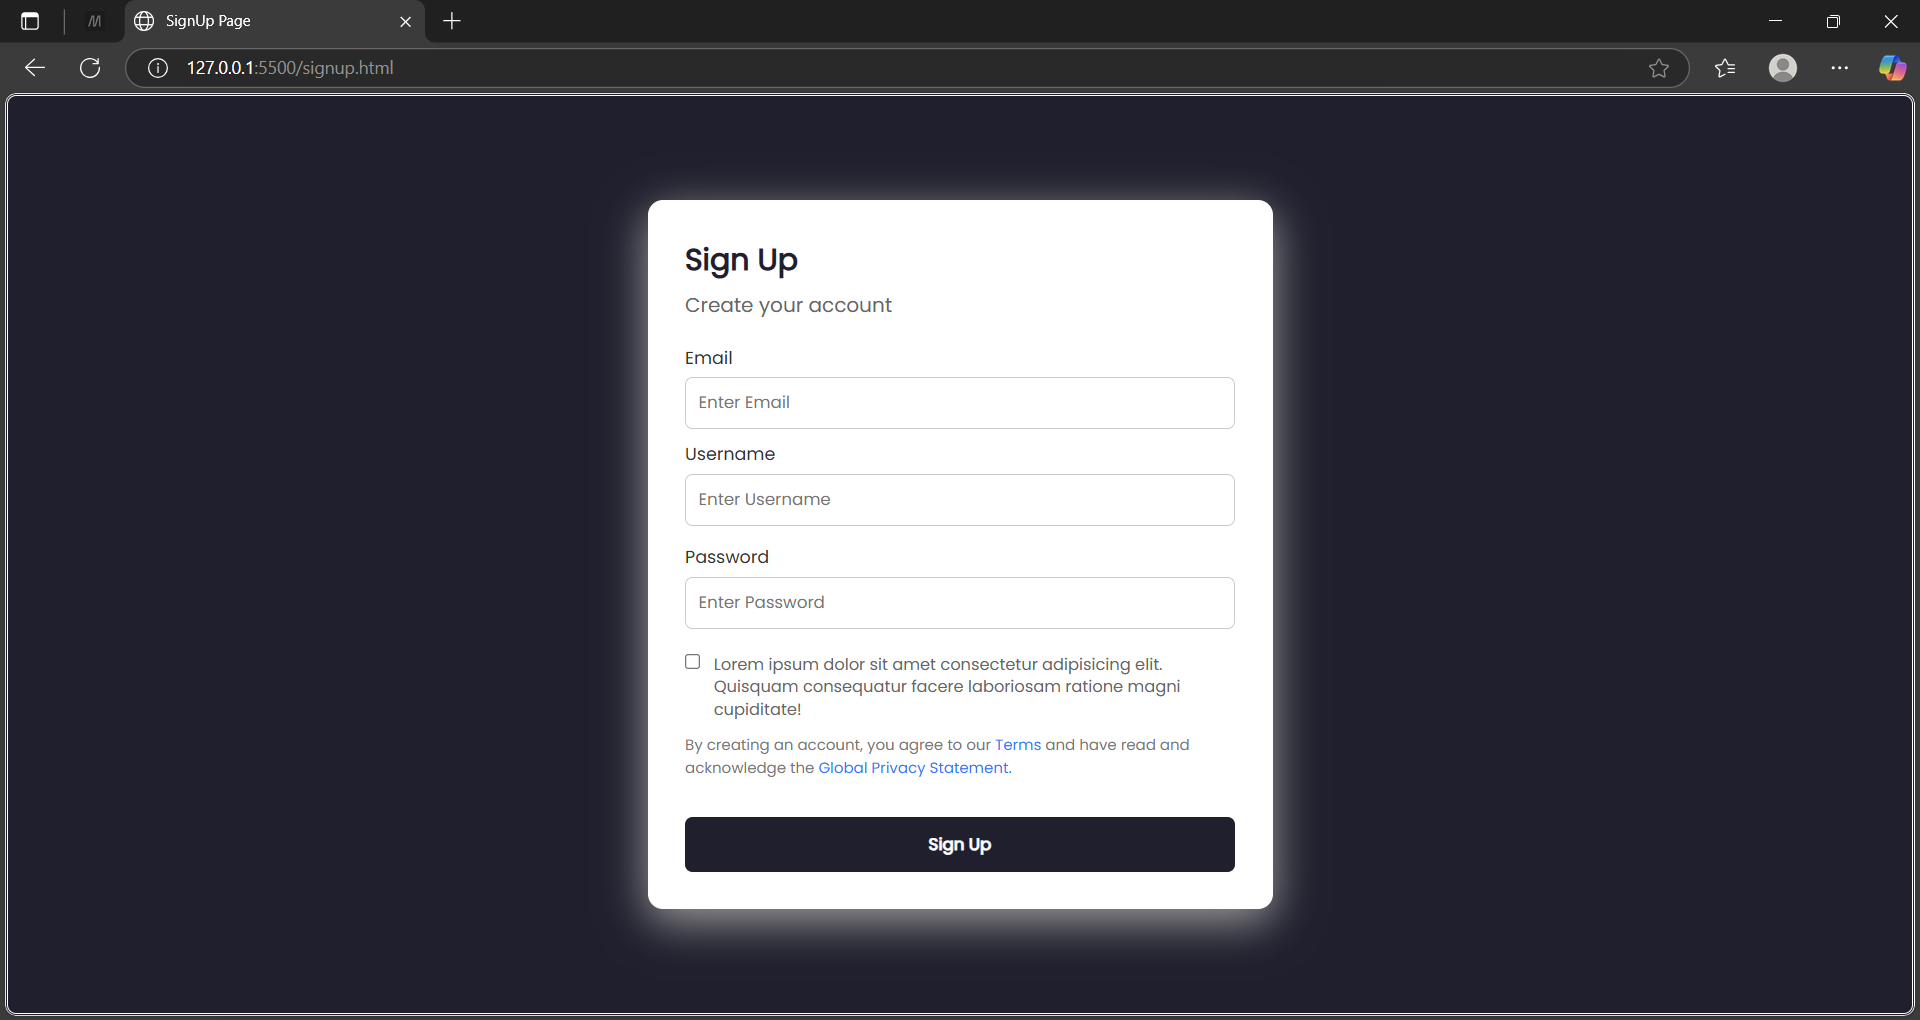 SignUp Page
127.0.0.1:5500/signup.html
Sign Up
Create your account
Email
Enter Email
Username
Enter Username
Password
Enter Password
Lorem ipsum dolor sit amet consectetur adipisicing elit.
Quisquam consequatur facere laboriosam ratione magni
cupiditate!
By creating an account, you agree to our Terms and have read and
acknowledge the Global Privacy Statement.
Sign Up